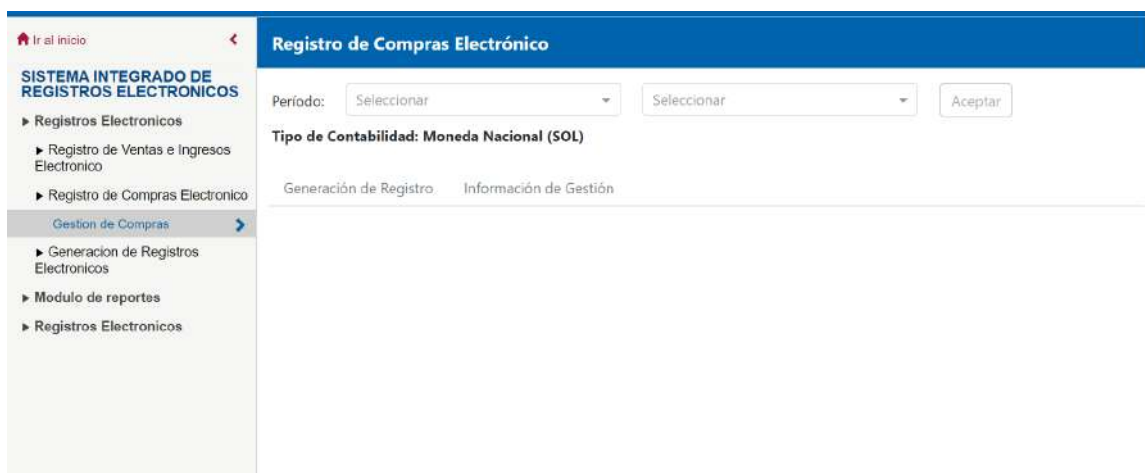 Ir al inicio
SISTEMA INTEGRADO DE
REGISTROS ELECTRONICOS
Registros Electronicos
Registro de Ventas e Ingresos
Electronico
Registro de Compras Electronico
Gestion de Compras
Generacion de Registros
Electronicos
Modulo de reportes
Registros Electronicos
Registro de Compras Electrónico
Período: Seleccionar Seleccionar Aceptar
Tipo de Contabilidad: Moneda Nacional (SOL)
Generación de Registro Información de Gestión